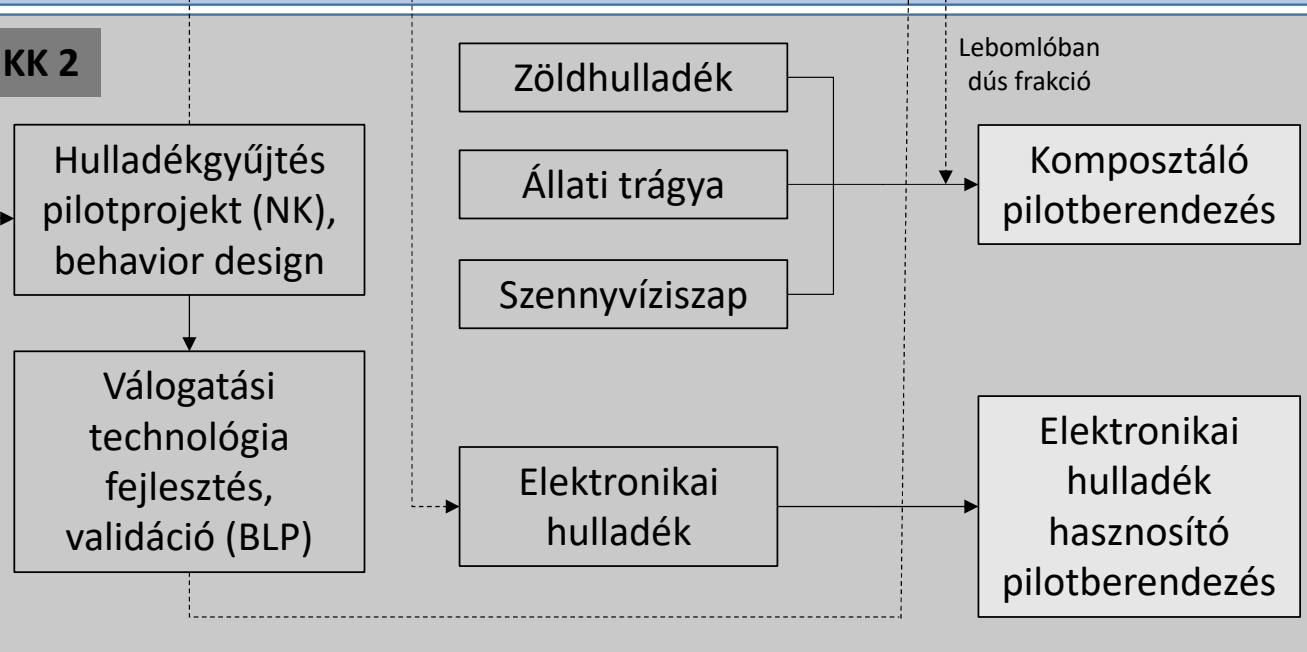 KK 2
Hulladékgyűjtés
pilotprojekt (NK),
behavior design
Válogatási
technológia
fejlesztés,
validáció (BLP)
Zöldhulladék
Állati trágya
Szennyvíziszap
Elektronikai
hulladék
Lebomlóban
dús frakció
Komposztáló
pilotberendezés
Elektronikai
hulladék
hasznosító
pilotberendezés